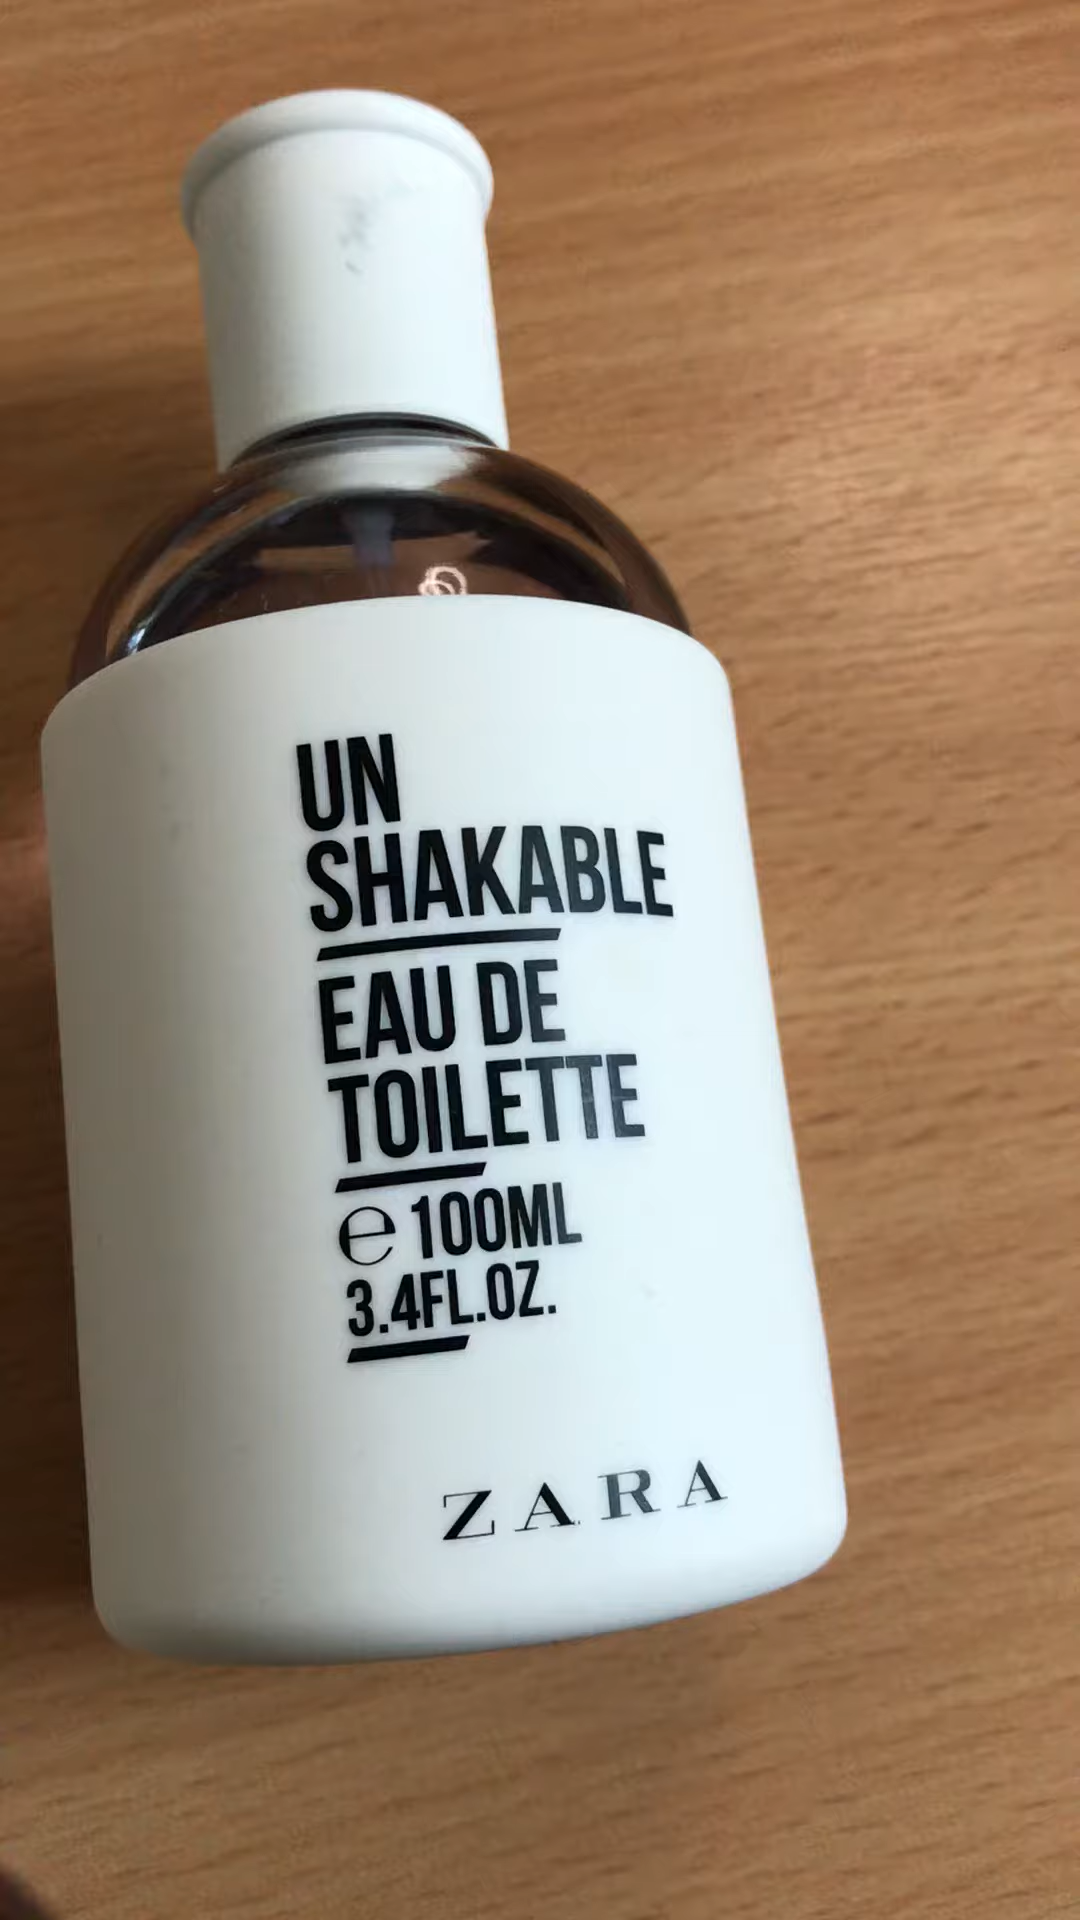 UN
SHAKABLE
EAU DE
TOILETTE
℮ 100ML
3.4FL.OZ.
ZARA